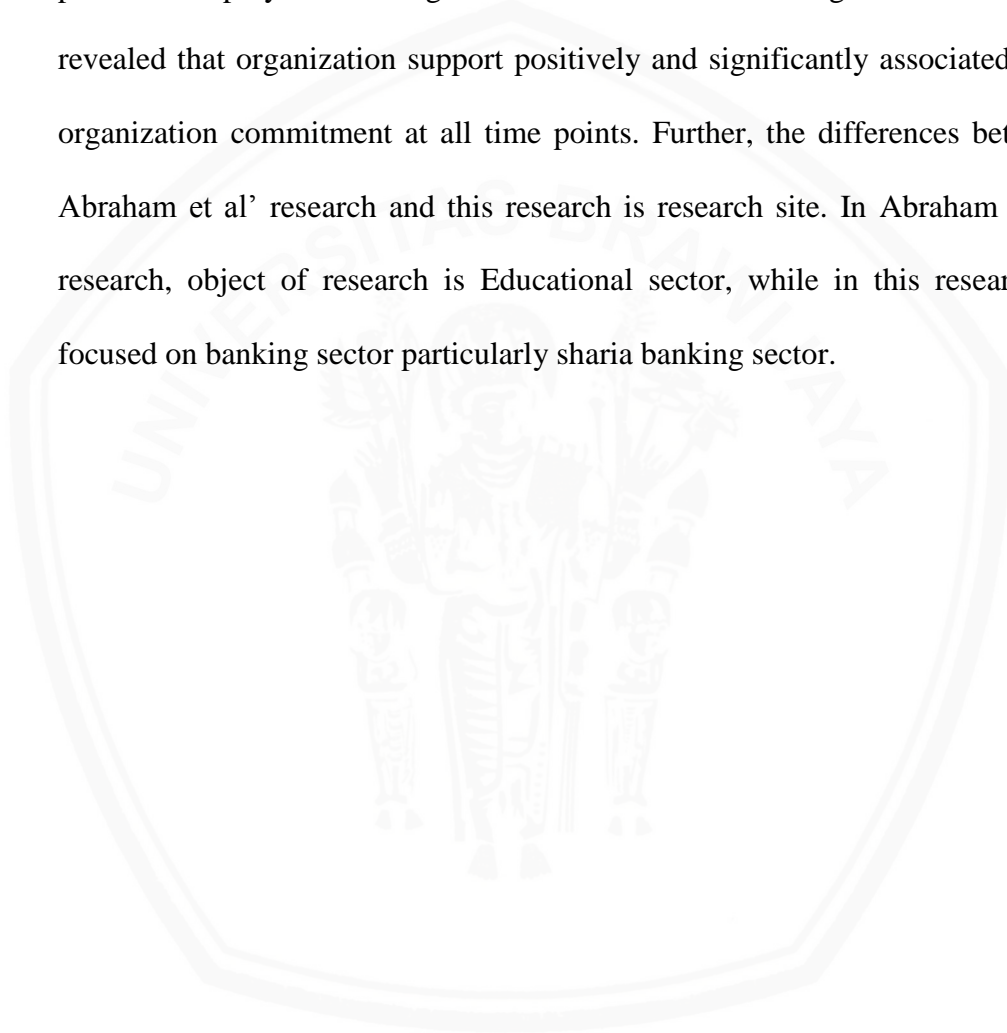 revealed that organization support positively and significantly associated
organization commitment at all time points. Further, the differences
Abraham et al’ research and this research is research site. In Abraham
research, object of research is Educational sector, while in this
focused on banking sector particularly sharia banking sector.
UNIVERSITAS BRAWIJAYA